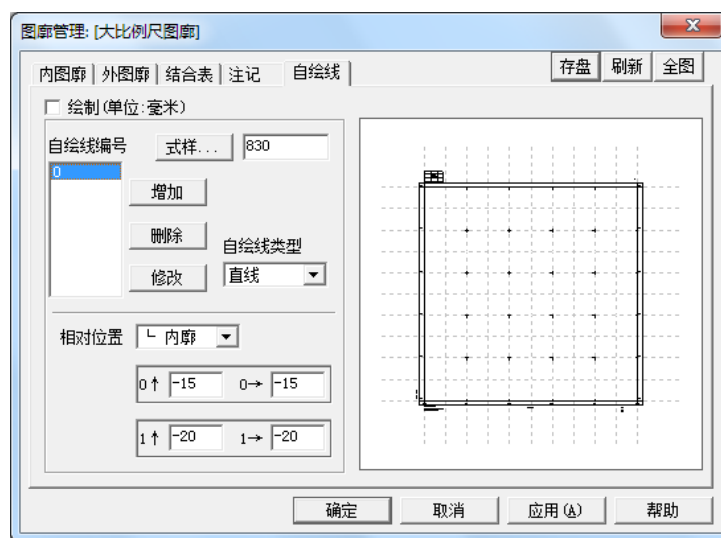 图廓管理: [大比例尺图廓]
内图廓 外图廓 结合表 注记 自绘线 存盘 刷新 全图
绘制(单位:毫米)
自绘线编号 式样... 830
0
增加
删除
自绘线类型
修改 直线
相对位置 └ 内廓
0↑ -15 0→ -15
1↑ -20 1→ -20
确定 取消 应用(A) 帮助